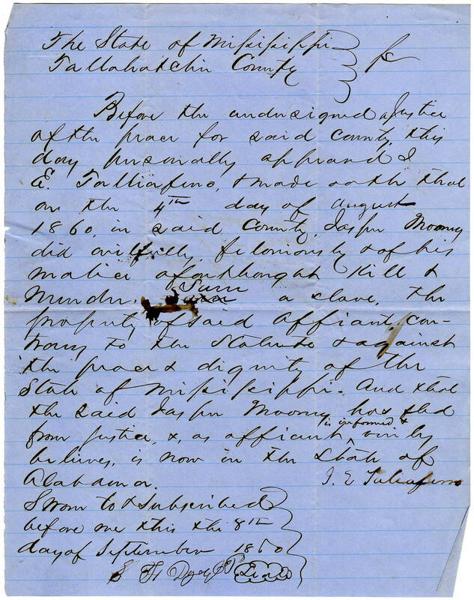 The State of Mississippi
Tallahatchie County
Before the undersigned a Justice
of the peace for said county, this
day personally appeared J
E. Talliaferro, & made oath that
on the 4th day of August
1860, in said County, Jasper Mooney
did wilfully, feloniously & of his
malice aforethought Kill &
Murder, Sam a slave, the
property of said Affiant, con-
trary to the Statute & against
the peace & dignity of the
State of Mississippi. And that
the said Jasper Mooney has fled
from Justice, &, as affiant is informed & verily
believes, is now in the State of
Alabama. J. E. Taliaferro
Sworn to & subscribed
before me this the 8th
day of September 1860